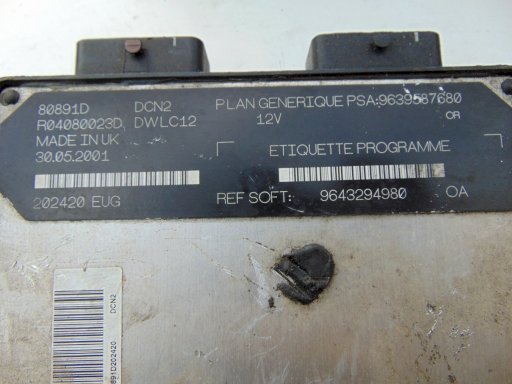 80891D DCN2 PLAN GENERIQUE PSA:9639587680
R04080023D DWLC12 12V OR
MADE IN UK ETIQUETTE PROGRAMME
30.05.2001
202420 EUG REF SOFT: 9643294980 OA
DCN2
891D202420